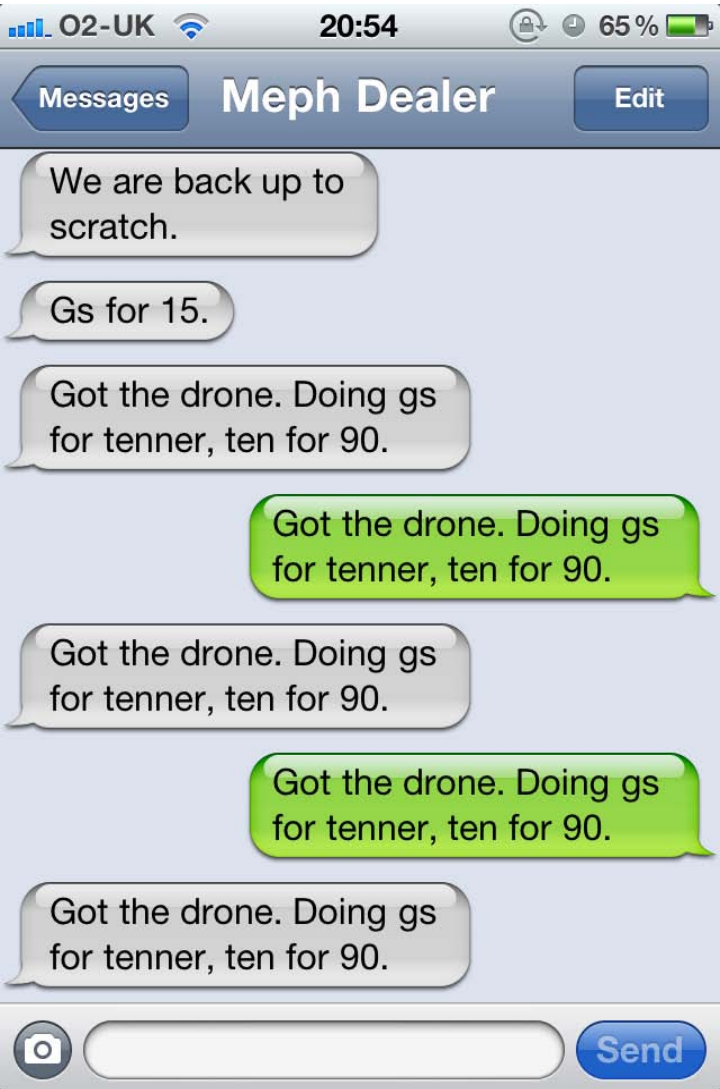 O2-UK 20:54 65%
Messages Meph Dealer Edit
We are back up to
scratch.
Gs for 15.
Got the drone. Doing gs
for tenner, ten for 90.
Got the drone. Doing gs
for tenner, ten for 90.
Got the drone. Doing gs
for tenner, ten for 90.
Got the drone. Doing gs
for tenner, ten for 90.
Got the drone. Doing gs
for tenner, ten for 90.
Send